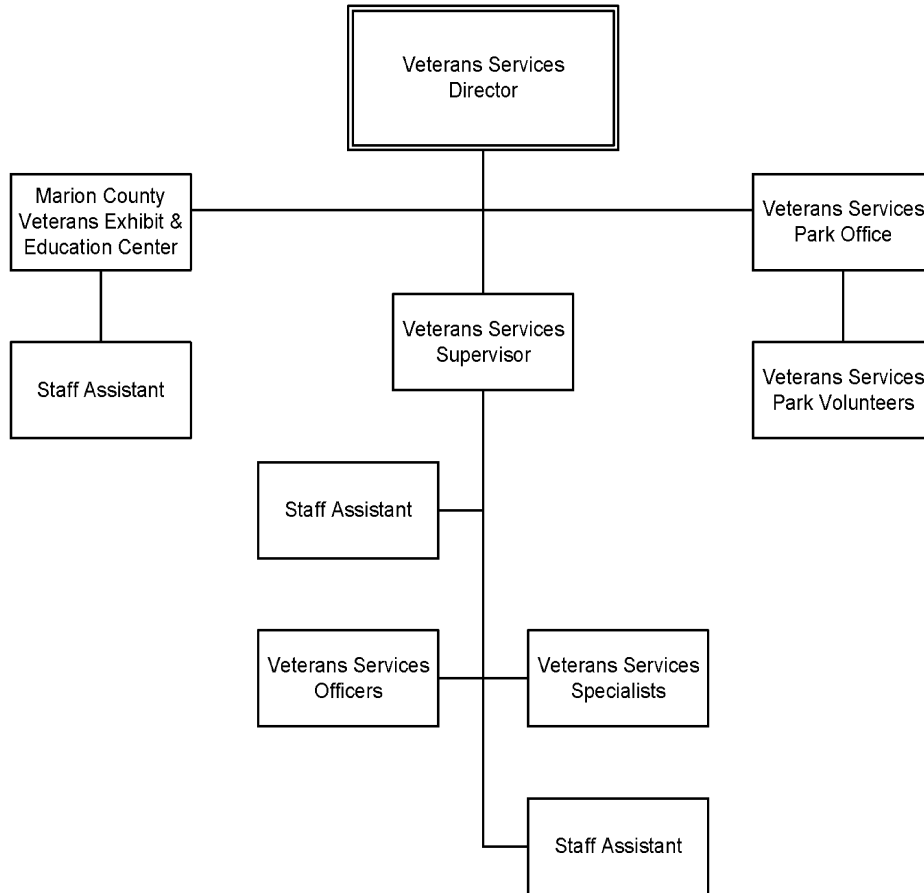 Veterans Services
Director
Marion County
Veterans Exhibit &
Education Center
Veterans Services
Park Office
Veterans Services
Supervisor
Staff Assistant
Veterans Services
Park Volunteers
Staff Assistant
Veterans Services
Officers
Veterans Services
Specialists
Staff Assistant